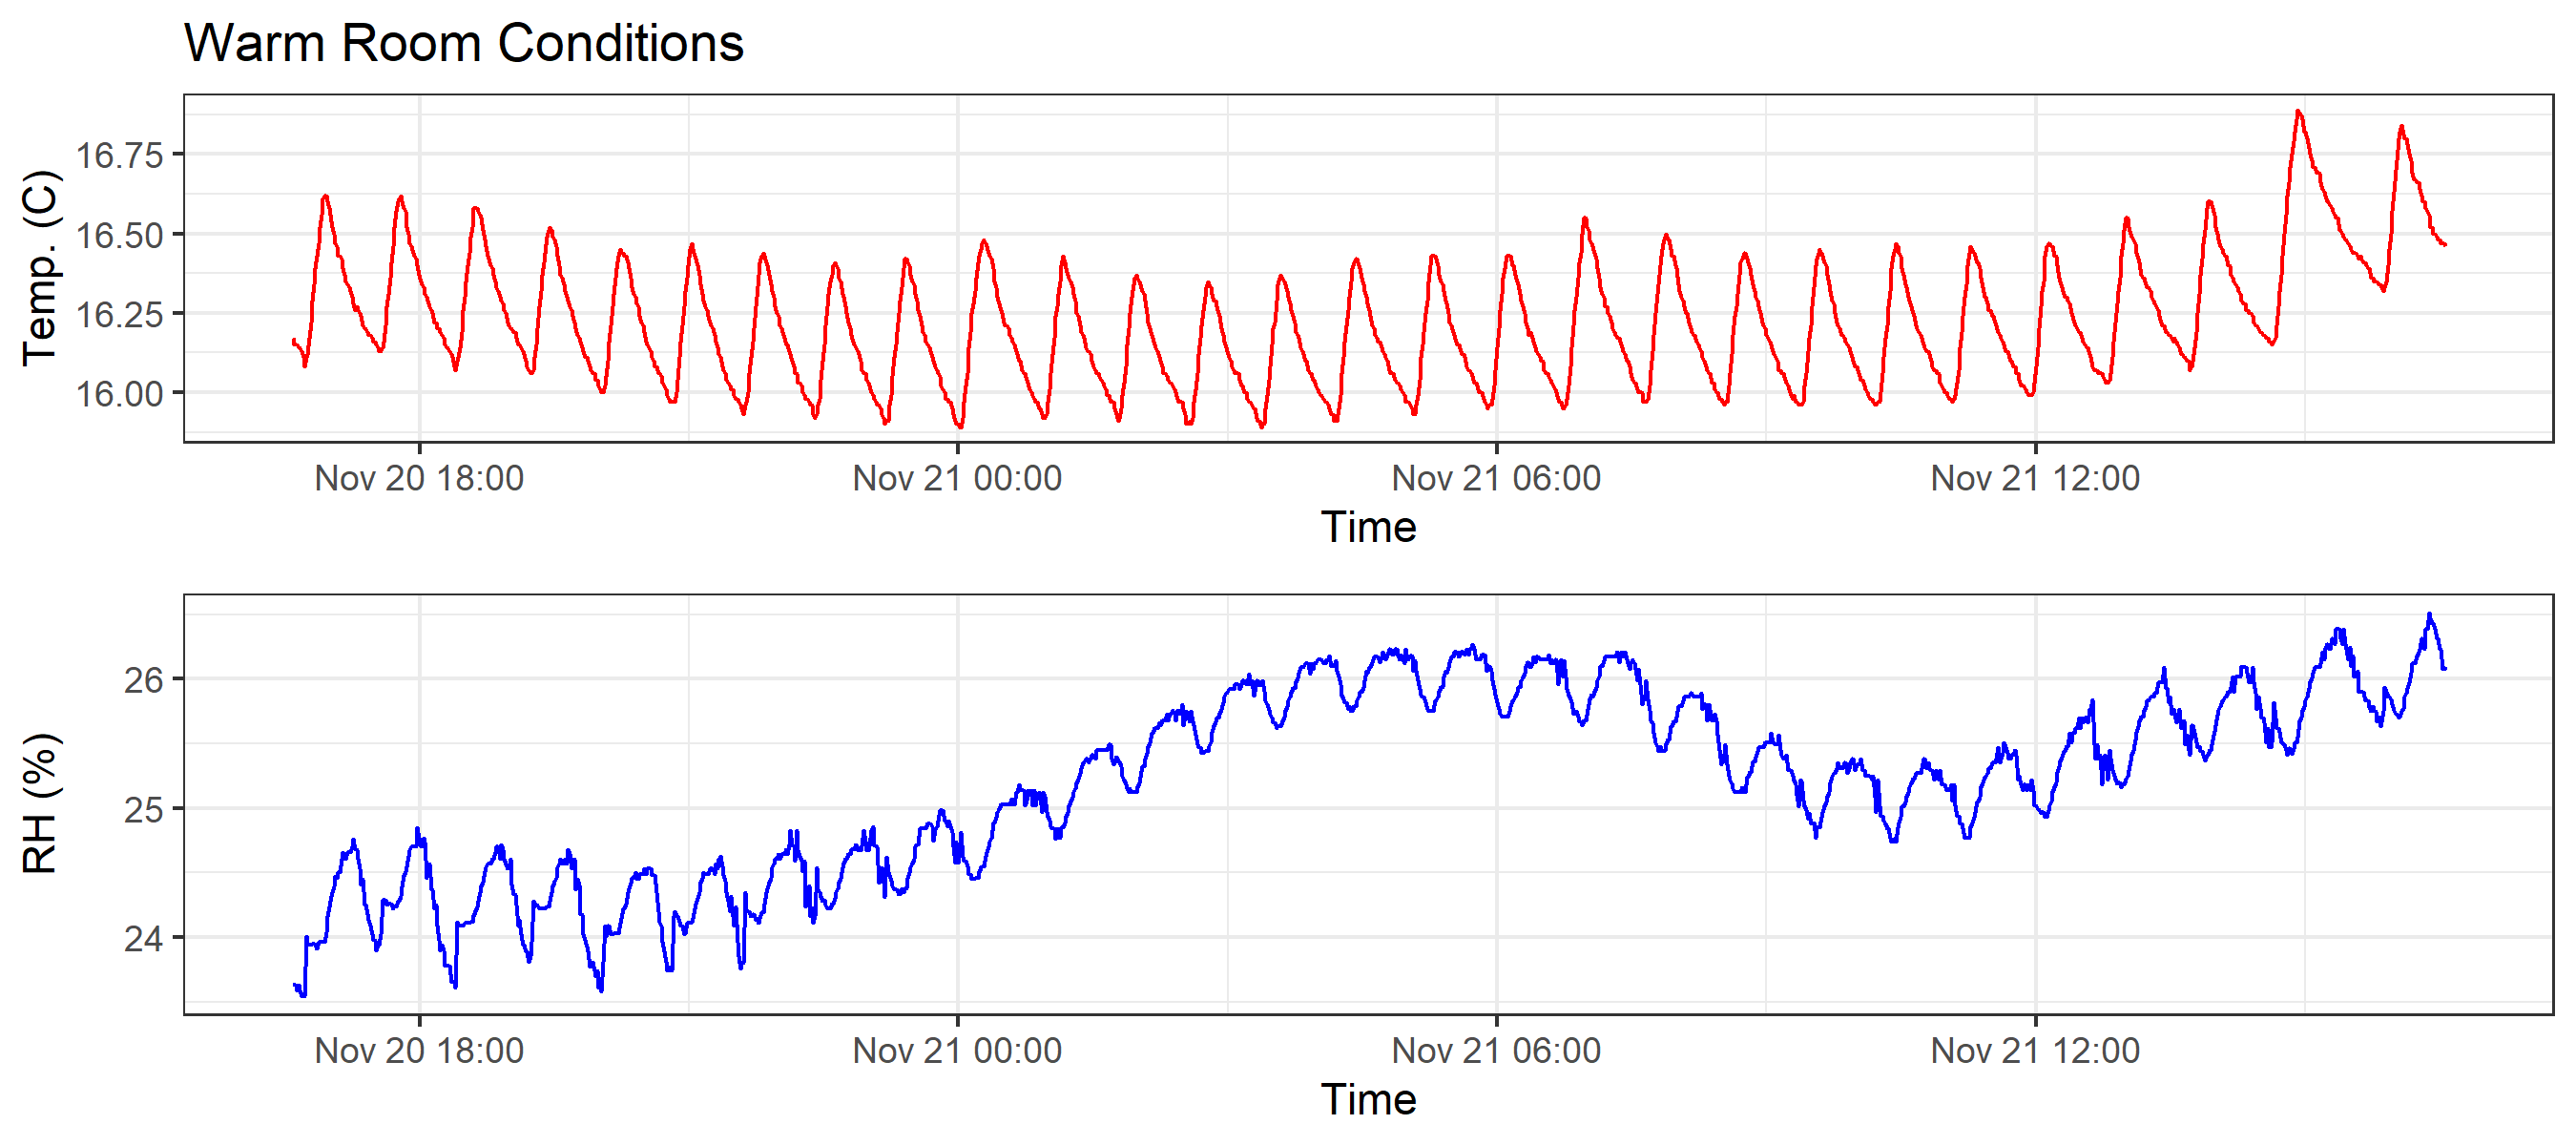 Warm Room Conditions
Temp. (C)
16.75
16.50
16.25
16.00
Nov 20 18:00 Nov 21 00:00 Nov 21 06:00 Nov 21 12:00
Time
RH (%)
26
25
24
Nov 20 18:00 Nov 21 00:00 Nov 21 06:00 Nov 21 12:00
Time